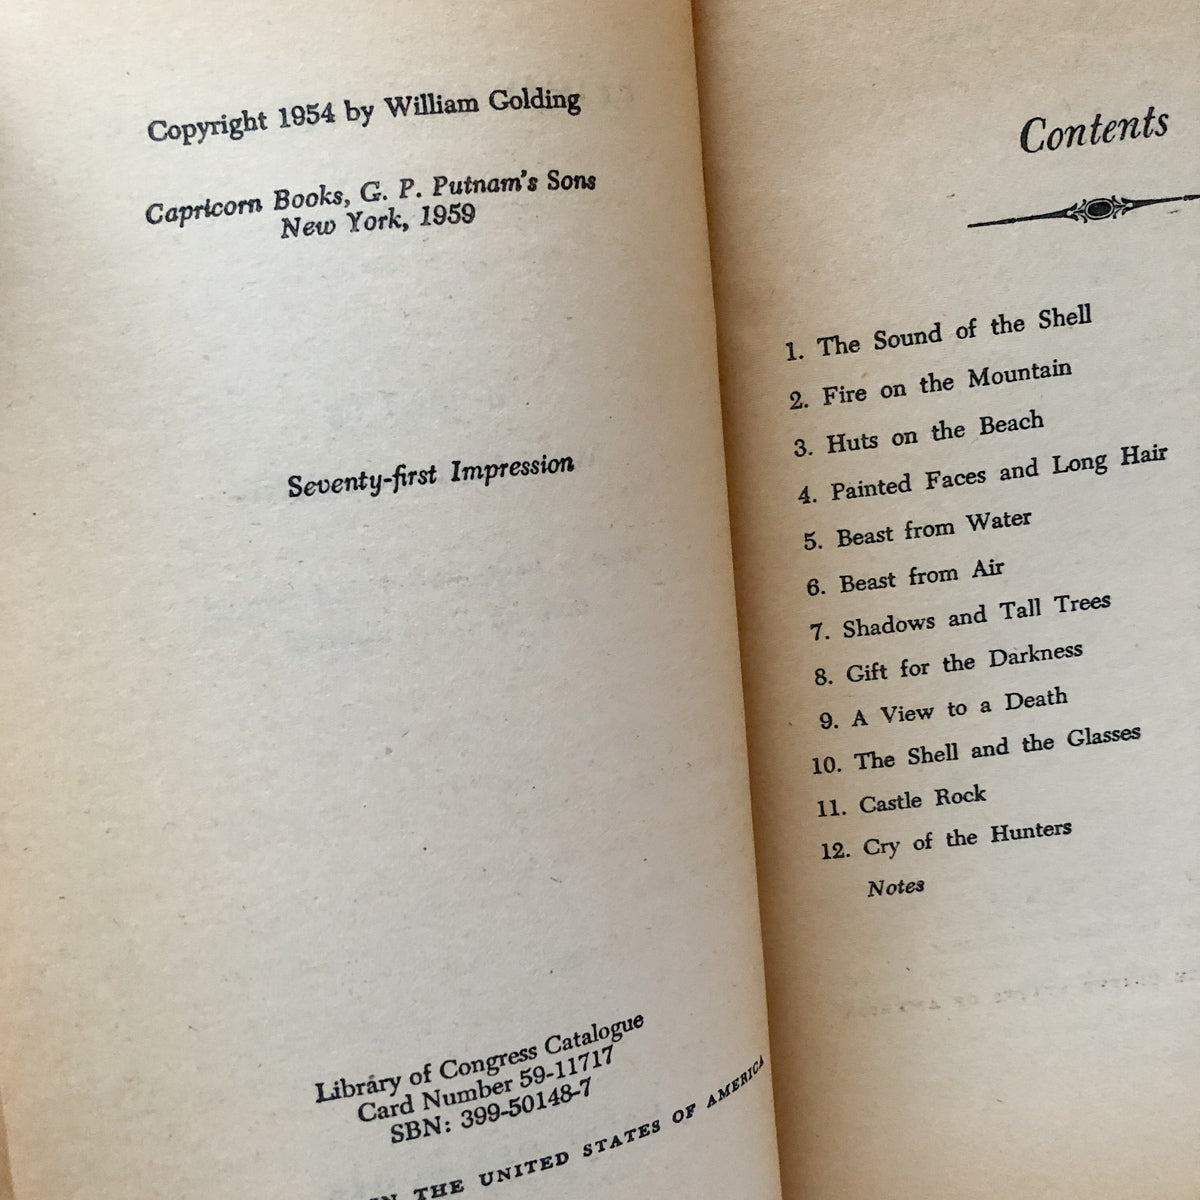 Copyright 1954 by William Golding
Capricorn Books, G. P. Putnam's Sons
New York, 1959
Seventy-first Impression
Library of Congress Catalogue
Card Number 59-11717
SBN: 399-50148-7
THE UNITED STATES OF AMERICA
Contents
1. The Sound of the Shell
2. Fire on the Mountain
3. Huts on the Beach
4. Painted Faces and Long Hair
5. Beast from Water
6. Beast from Air
7. Shadows and Tall Trees
8. Gift for the Darkness
9. A View to a Death
10. The Shell and the Glasses
11. Castle Rock
12. Cry of the Hunters
Notes